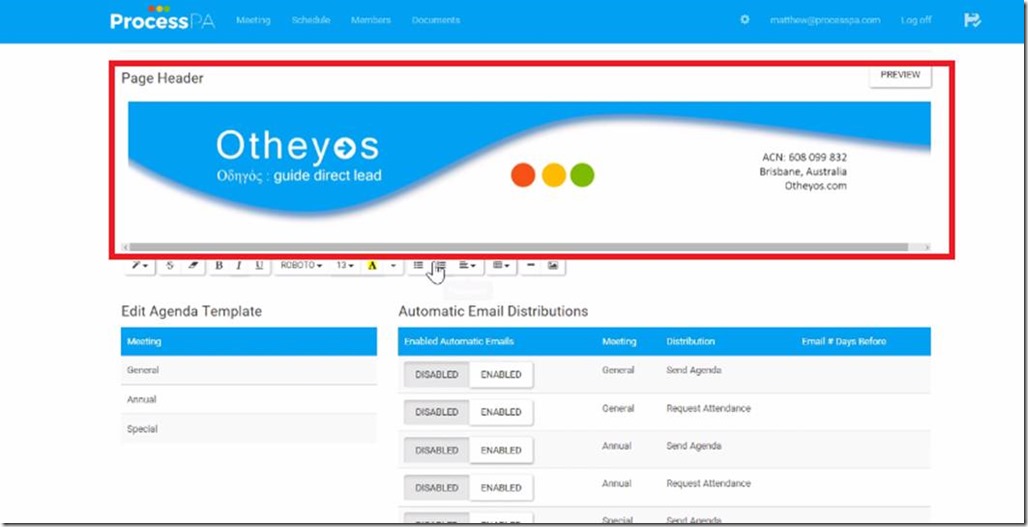 ProcessPA Meeting Schedule Members Documents matthew@processpa.com Log off
Page Header PREVIEW
Otheyos
Οδηγός : guide direct lead
ACN: 608 099 832
Brisbane, Australia
Otheyos.com
S B I U ROBOTO 13 A
Edit Agenda Template
Meeting
General
Annual
Special
Automatic Email Distributions
Enabled Automatic Emails Meeting Distribution Email # Days Before
DISABLED ENABLED General Send Agenda
DISABLED ENABLED General Request Attendance
DISABLED ENABLED Annual Send Agenda
DISABLED ENABLED Annual Request Attendance
DISABLED ENABLED Special Send Agenda